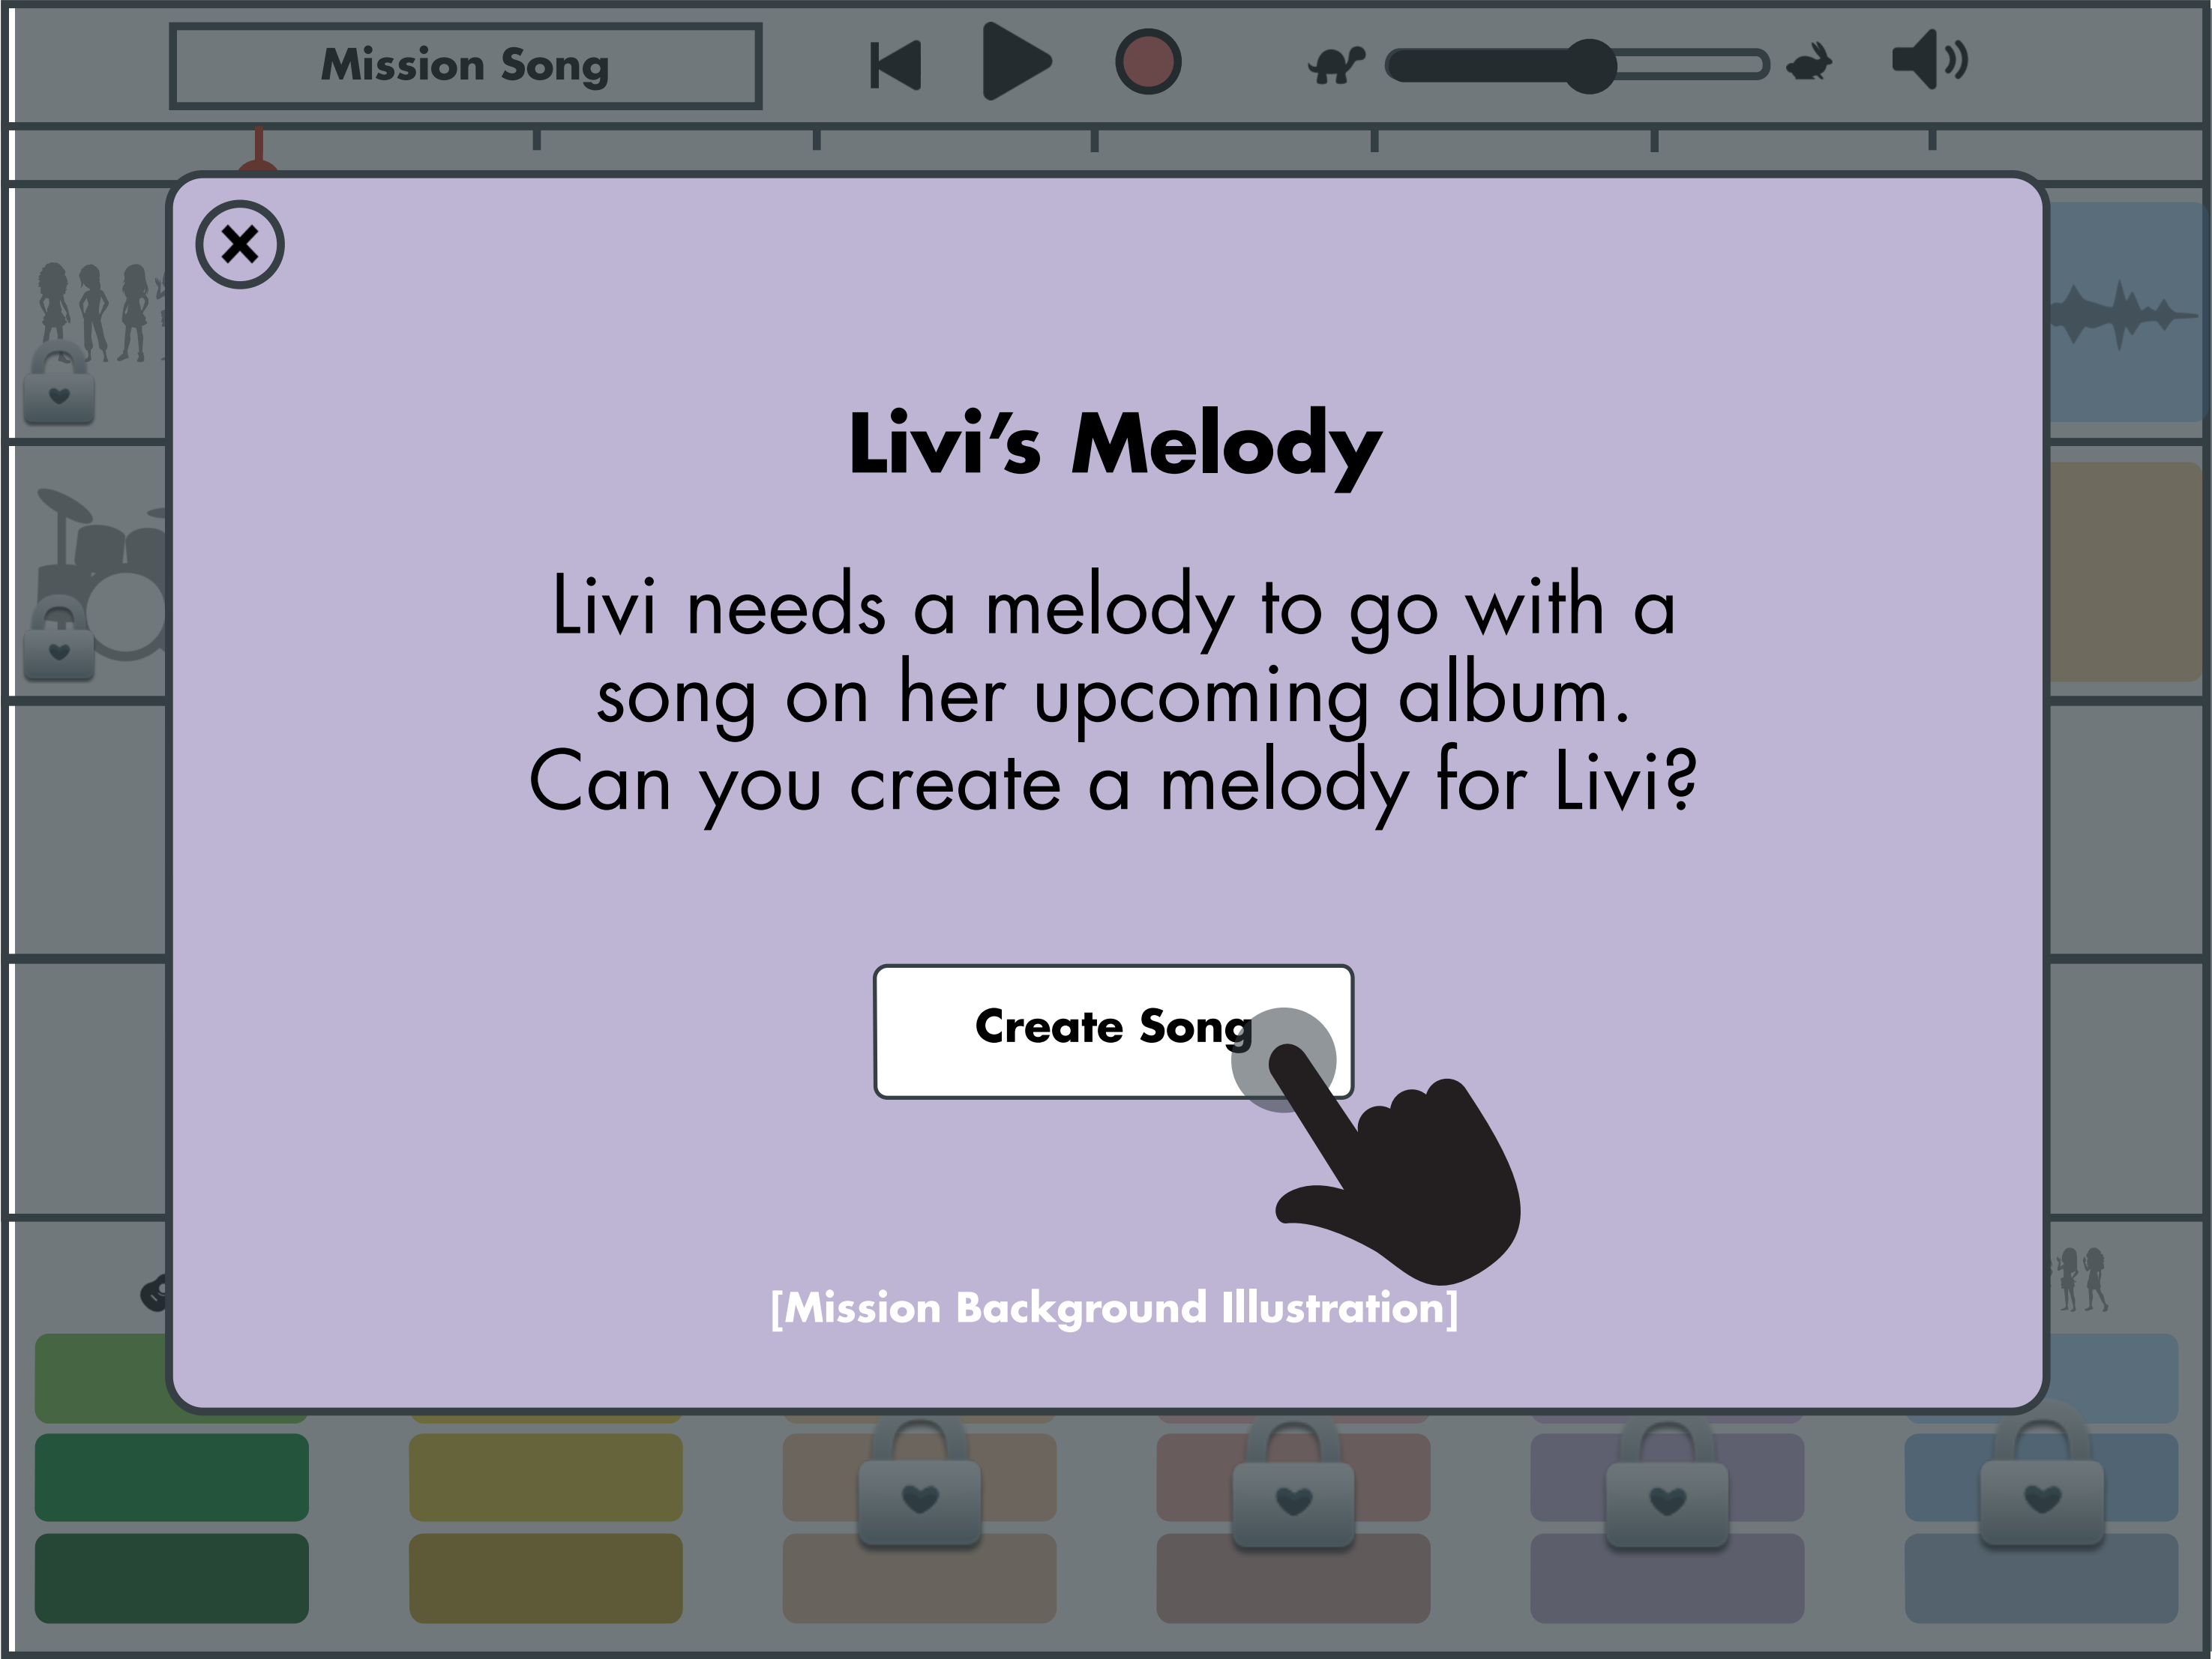 Mission Song
Livi’s Melody
Livi needs a melody to go with a
song on her upcoming album.
Can you create a melody for Livi?
Create Song
[Mission Background Illustration]